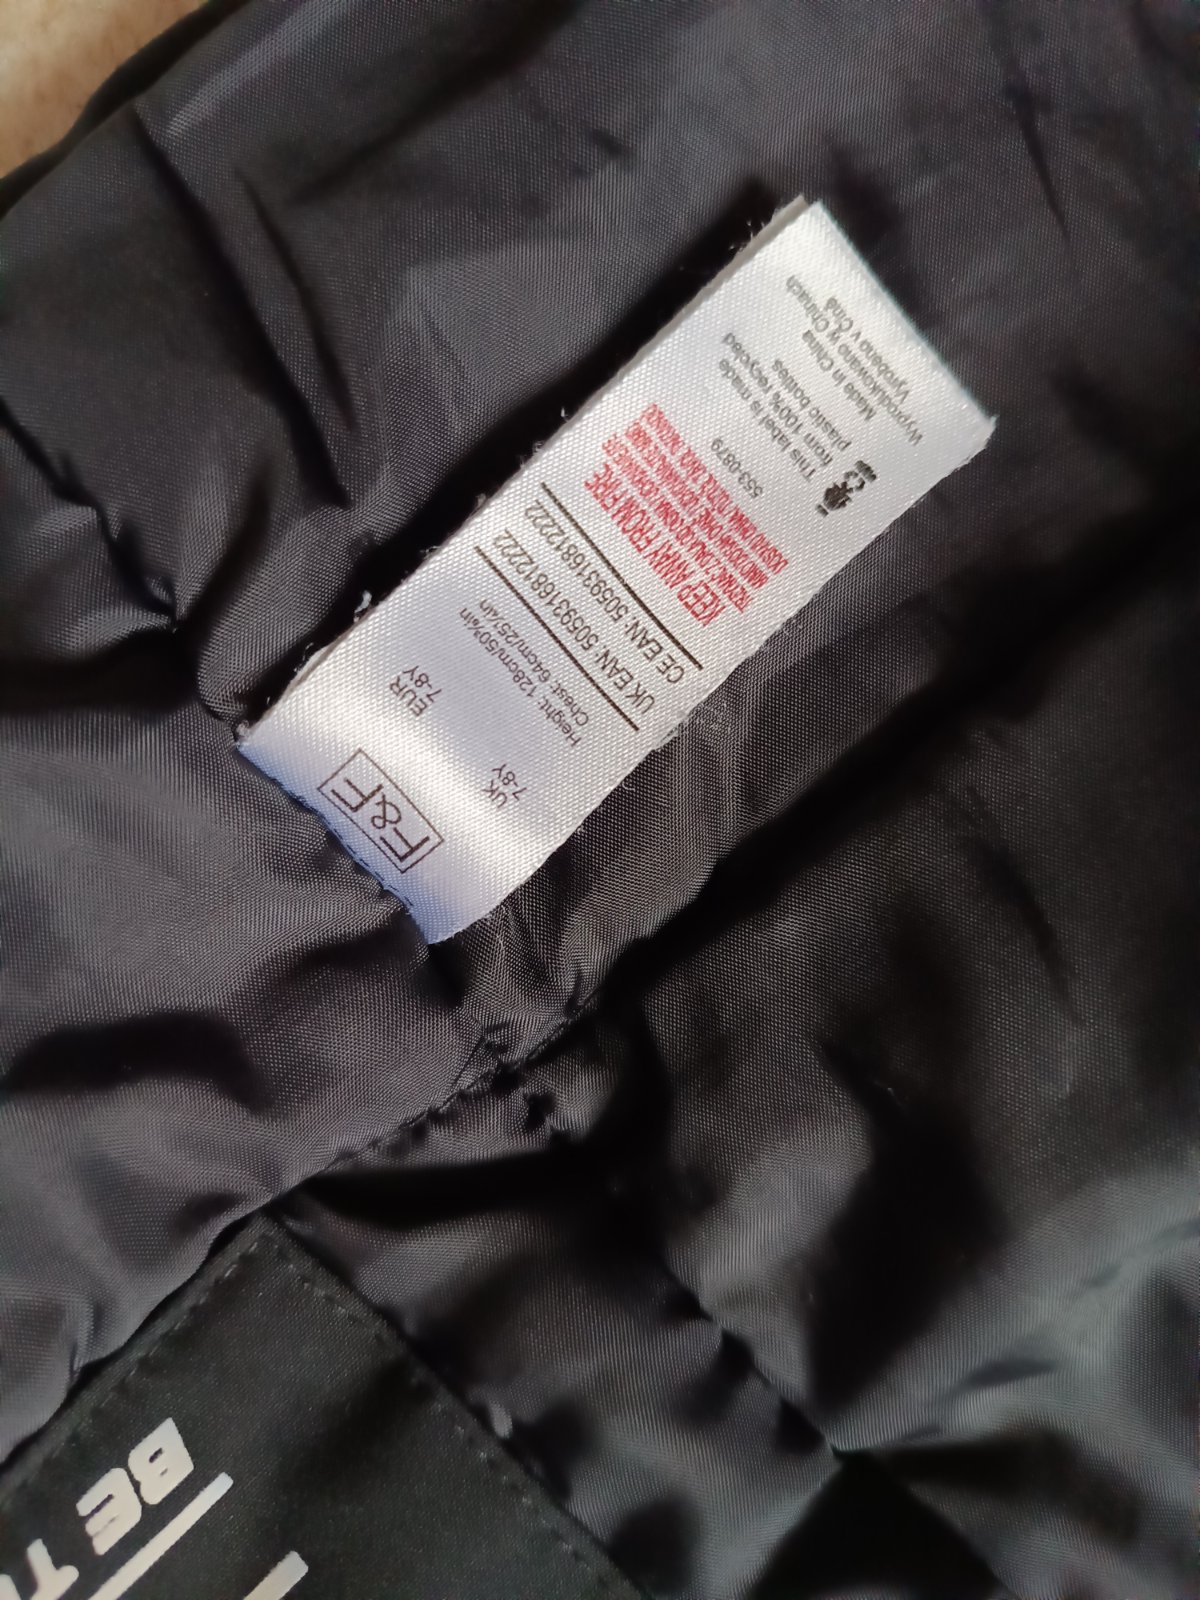 F&F
UK EUR
7-8Y 7-8Y
Height: 128cm/50⅜in
Chest: 64cm/25¼in
UK EAN: 5059316812222
CE EAN: 5059316812222
KEEP AWAY FROM FIRE
553-0879
This label is made
from 100% recycled
plastic bottles
Made in China
Wyprodukowano w Chinach
Vyrobeno v Číně
BE